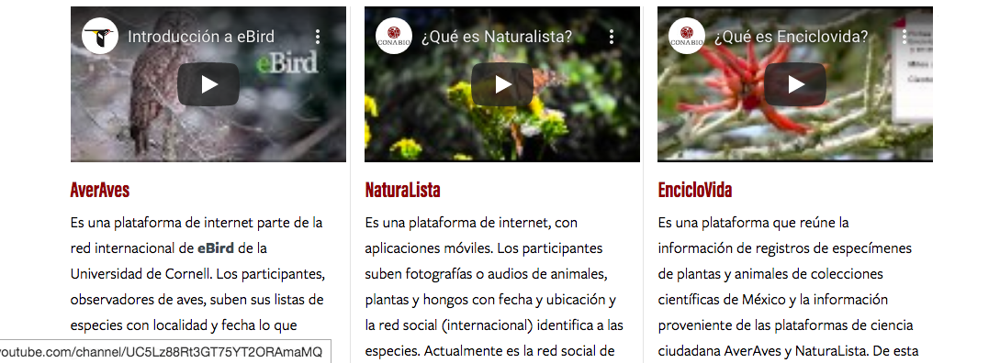 Introducción a eBird
eBird
AverAves
Es una plataforma de internet parte de la
red internacional de eBird de la
Universidad de Cornell. Los participantes,
observadores de aves, suben sus listas de
especies con localidad y fecha lo que
youtube.com/channel/UC5Lz88Rt3GT75YT2ORAmaMQ
CONABIO
¿Qué es Naturalista?
NaturaLista
Es una plataforma de internet, con
aplicaciones móviles. Los participantes
suben fotografías o audios de animales,
plantas y hongos con fecha y ubicación y
la red social (internacional) identifica a las
especies. Actualmente es la red social de
CONABIO
¿Qué es Enciclovida?
EncicloVida
Es una plataforma que reúne la
información de registros de especímenes
de plantas y animales de colecciones
científicas de México y la información
proveniente de las plataformas de ciencia
ciudadana AverAves y NaturaLista. De esta